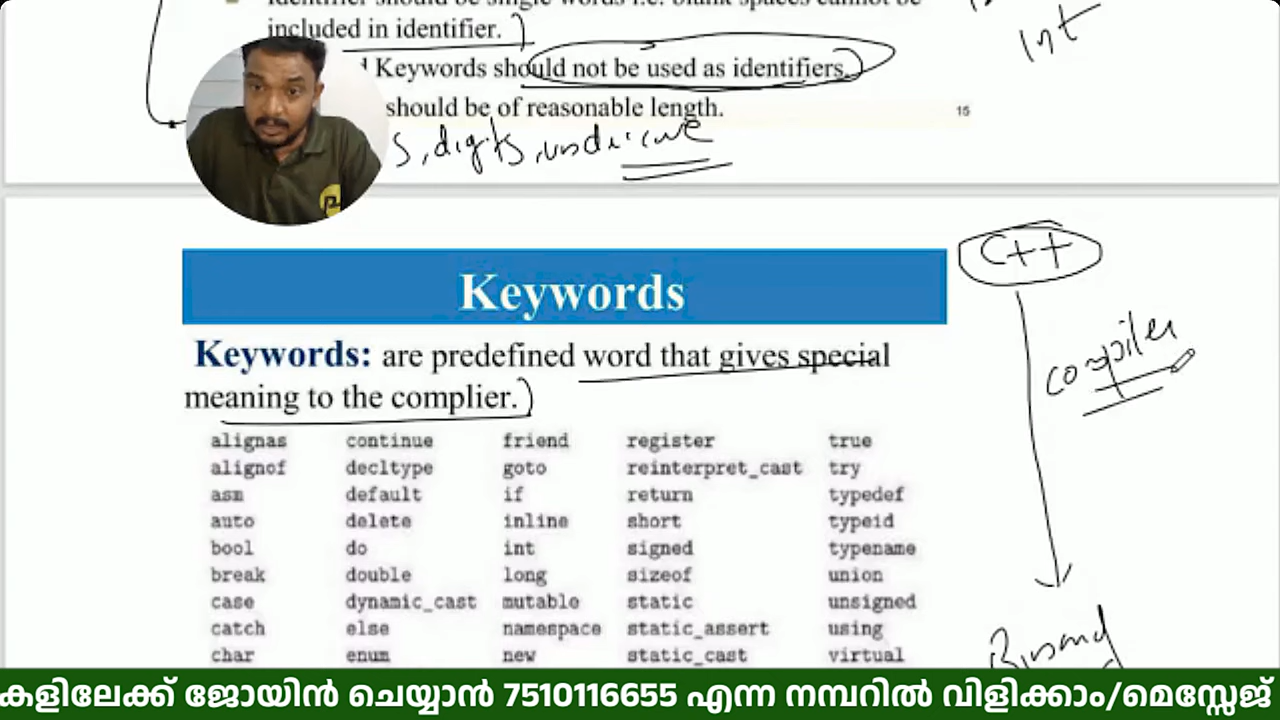 Identifier should be single words i.e. blank spaces cannot be
included in identifier.
Int
Keywords should not be used as identifiers.
should be of reasonable length.
15
s, digits, underscore
C++
Keywords
compiler
Keywords: are predefined word that gives special
meaning to the complier.
alignas continue friend register true
alignof decltype goto reinterpret_cast try
asm default if return typedef
auto delete inline short typeid
bool do int signed typename
break double long sizeof union
case dynamic_cast mutable static unsigned
catch else namespace static_assert using
char enum new static_cast virtual
കളിലേക്ക് ജോയിൻ ചെയ്യാൻ 7510116655 എന്ന നമ്പറിൽ വിളിക്കാം/മെസ്സേജ്